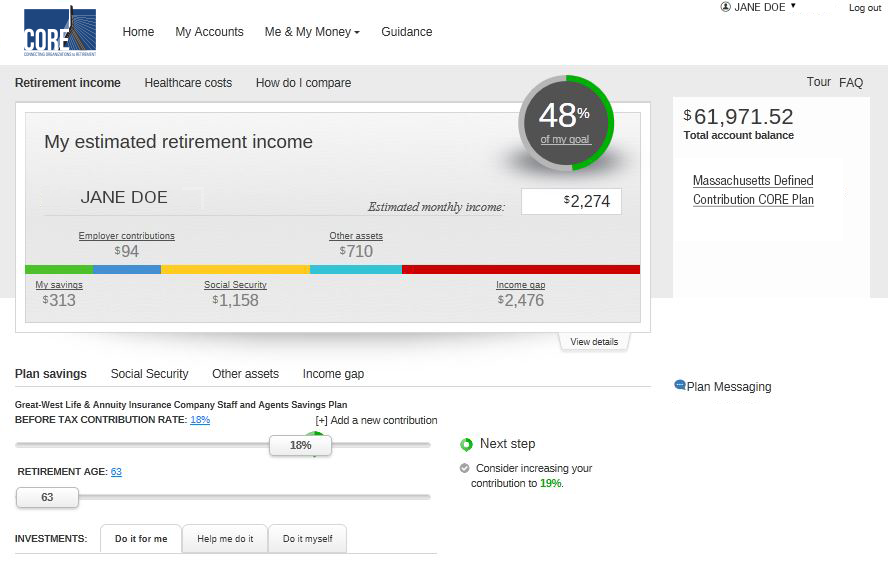 JANE DOE
Log out
CORE
CONNECTING ORGANIZATIONS to RETIREMENT
Home
My Accounts
Me & My Money
Guidance
Retirement income
Healthcare costs
How do I compare
Tour
FAQ
48%
of my goal
My estimated retirement income
$61,971.52
Total account balance
Massachusetts Defined
Contribution CORE Plan
JANE DOE
Estimated monthly income:
$2,274
Employer contributions
$94
Other assets
$710
My savings
$313
Social Security
$1,158
Income gap
$2,476
View details
Plan savings
Social Security
Other assets
Income gap
Plan Messaging
Great-West Life & Annuity Insurance Company Staff and Agents Savings Plan
BEFORE TAX CONTRIBUTION RATE: 18%
[+] Add a new contribution
18%
Next step
Consider increasing your
contribution to 19%.
RETIREMENT AGE: 63
63
INVESTMENTS:
Do it for me
Help me do it
Do it myself